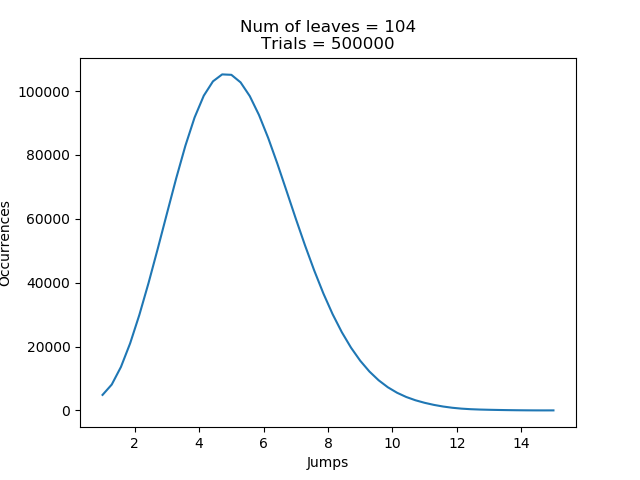 Num of leaves = 104
Trials = 500000
100000
80000
60000
40000
20000
0
Occurrences
2 4 6 8 10 12 14
Jumps